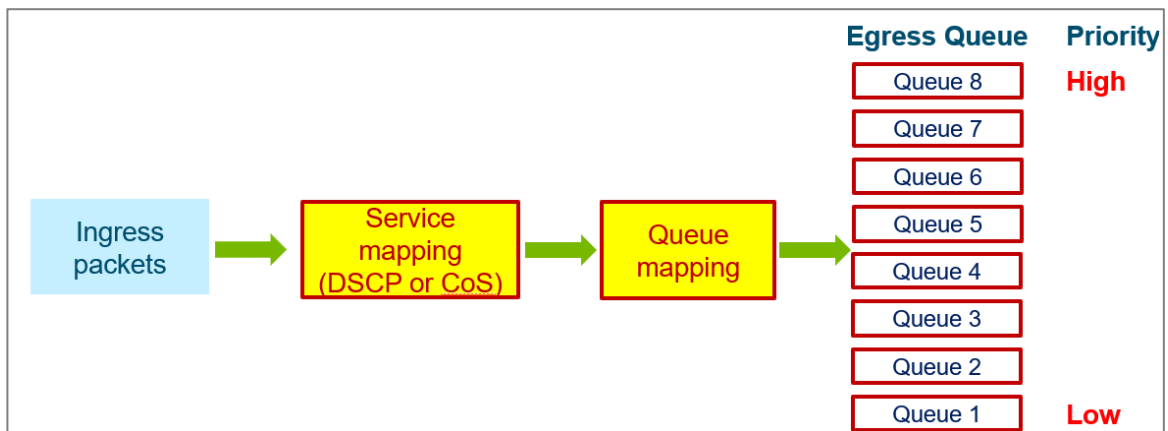 Egress Queue Priority
Queue 8 High
Queue 7
Queue 6
Ingress
packets
Service
mapping
(DSCP or CoS)
Queue
mapping
Queue 5
Queue 4
Queue 3
Queue 2
Queue 1 Low